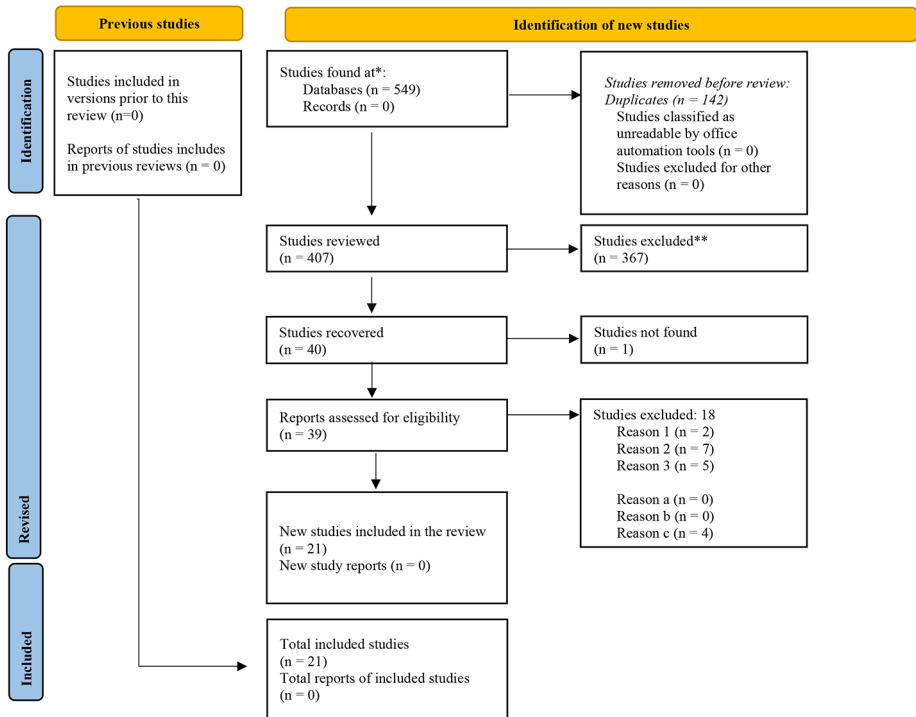 Previous studies
Identification of new studies
Identification
Studies included in
versions prior to this
review (n=0)
Reports of studies includes
in previous reviews (n = 0)
Studies found at*:
Databases (n = 549)
Records (n = 0)
Studies removed before review:
Duplicates (n = 142)
Studies classified as
unreadable by office
automation tools (n = 0)
Studies excluded for other
reasons (n = 0)
Revised
Studies reviewed
(n = 407)
Studies excluded**
(n = 367)
Studies recovered
(n = 40)
Studies not found
(n = 1)
Reports assessed for eligibility
(n = 39)
Studies excluded: 18
Reason 1 (n = 2)
Reason 2 (n = 7)
Reason 3 (n = 5)
Reason a (n = 0)
Reason b (n = 0)
Reason c (n = 4)
New studies included in the review
(n = 21)
New study reports (n = 0)
Included
Total included studies
(n = 21)
Total reports of included studies
(n = 0)